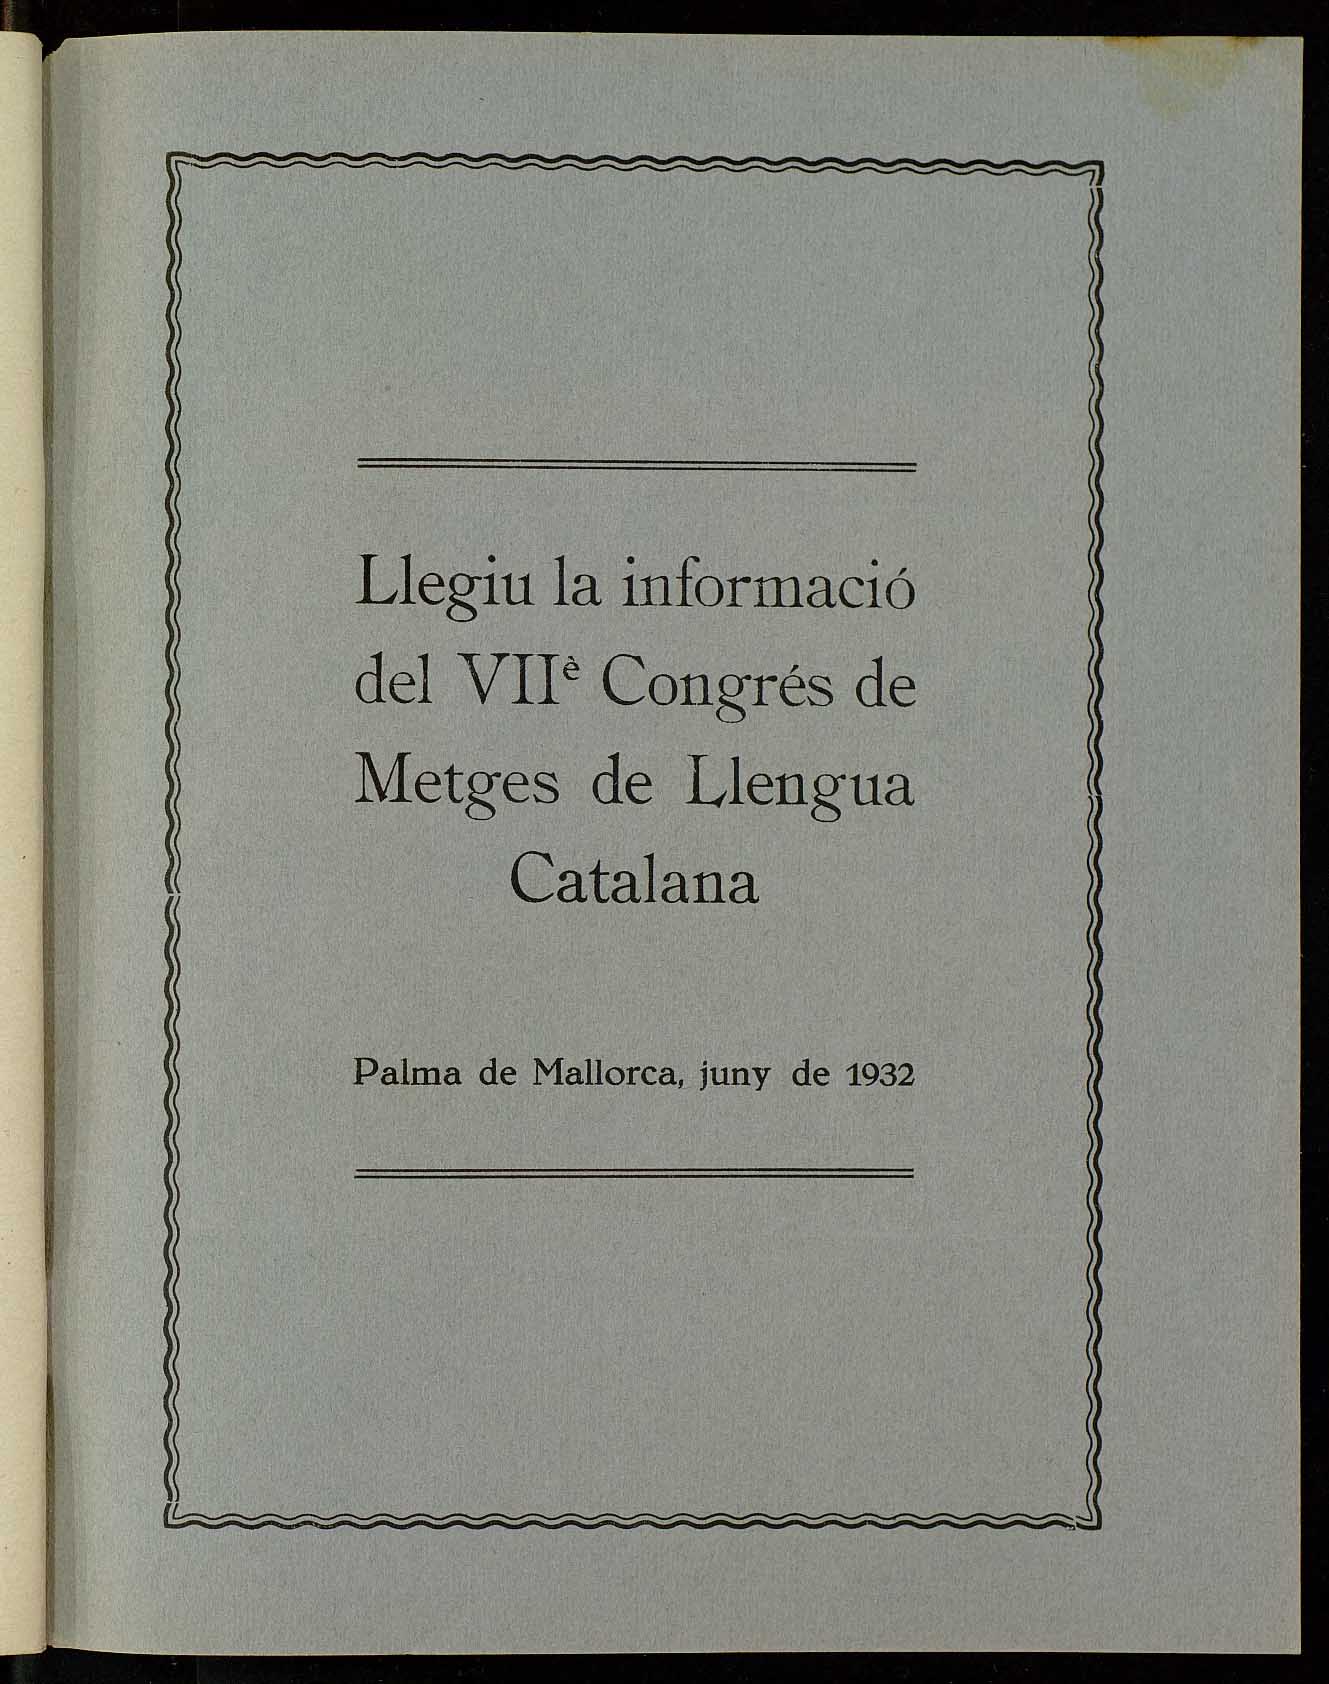 Llegiu la informació
del VIIè Congrés de
Metges de Llengua
Catalana
Palma de Mallorca, juny de 1932